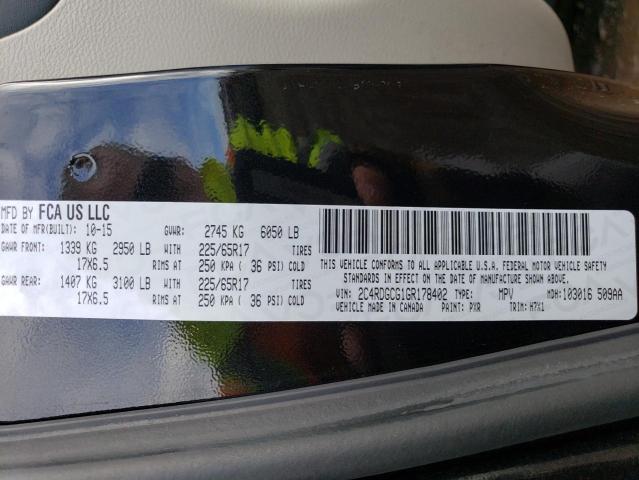 MFD BY FCA US LLC
DATE OF MFR(BUILT): 10-15 GVWR: 2745 KG 6050 LB
GAWR FRONT: 1339 KG 2950 LB WITH 225/65R17 TIRES
17X6.5 RIMS AT 250 KPA ( 36 PSI) COLD
GAWR REAR: 1407 KG 3100 LB WITH 225/65R17 TIRES
17X6.5 RIMS AT 250 KPA ( 36 PSI) COLD
THIS VEHICLE CONFORMS TO ALL APPLICABLE U.S.A. FEDERAL MOTOR VEHICLE SAFETY
STANDARDS IN EFFECT ON THE DATE OF MANUFACTURE SHOWN ABOVE.
VIN: 2C4RDGCG1GR178402 TYPE: MPV MDH: 103016 509AA
VEHICLE MADE IN CANADA PAINT: PXR TRIM: H7X1